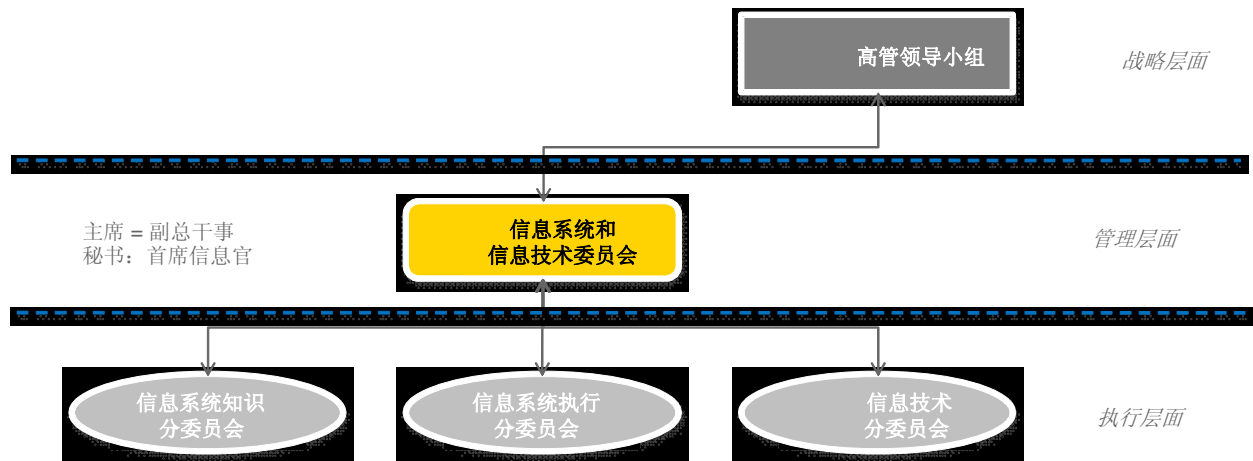 高管领导小组
战略层面
主席 = 副总干事
秘书：首席信息官
信息系统和
信息技术委员会
管理层面
信息系统知识
分委员会
信息系统执行
分委员会
信息技术
分委员会
执行层面